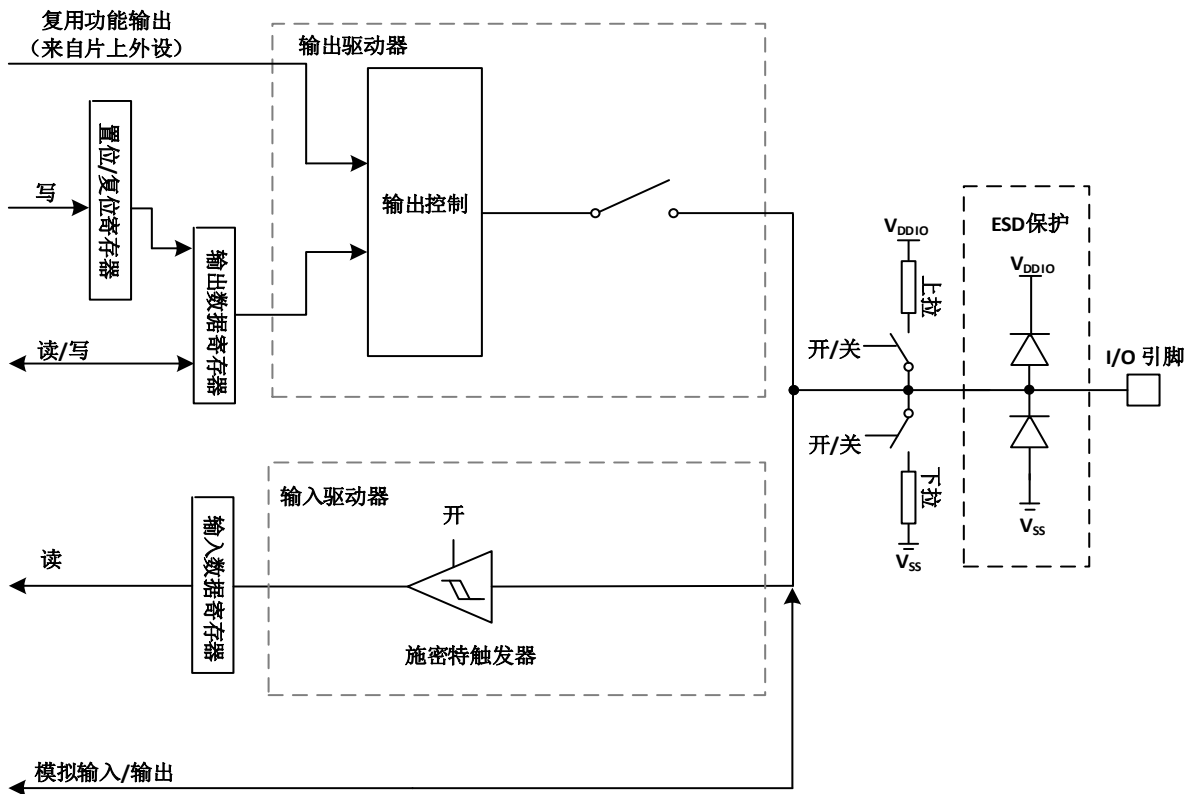 复用功能输出
（来自片上外设）
输出驱动器
置位/复位寄存器
写
输出控制
输出数据寄存器
读/写
VDDIO
上拉
开/关
ESD保护
VDDIO
I/O 引脚
开/关
下拉
VSS
VSS
输入驱动器
开
输入数据寄存器
读
施密特触发器
模拟输入/输出